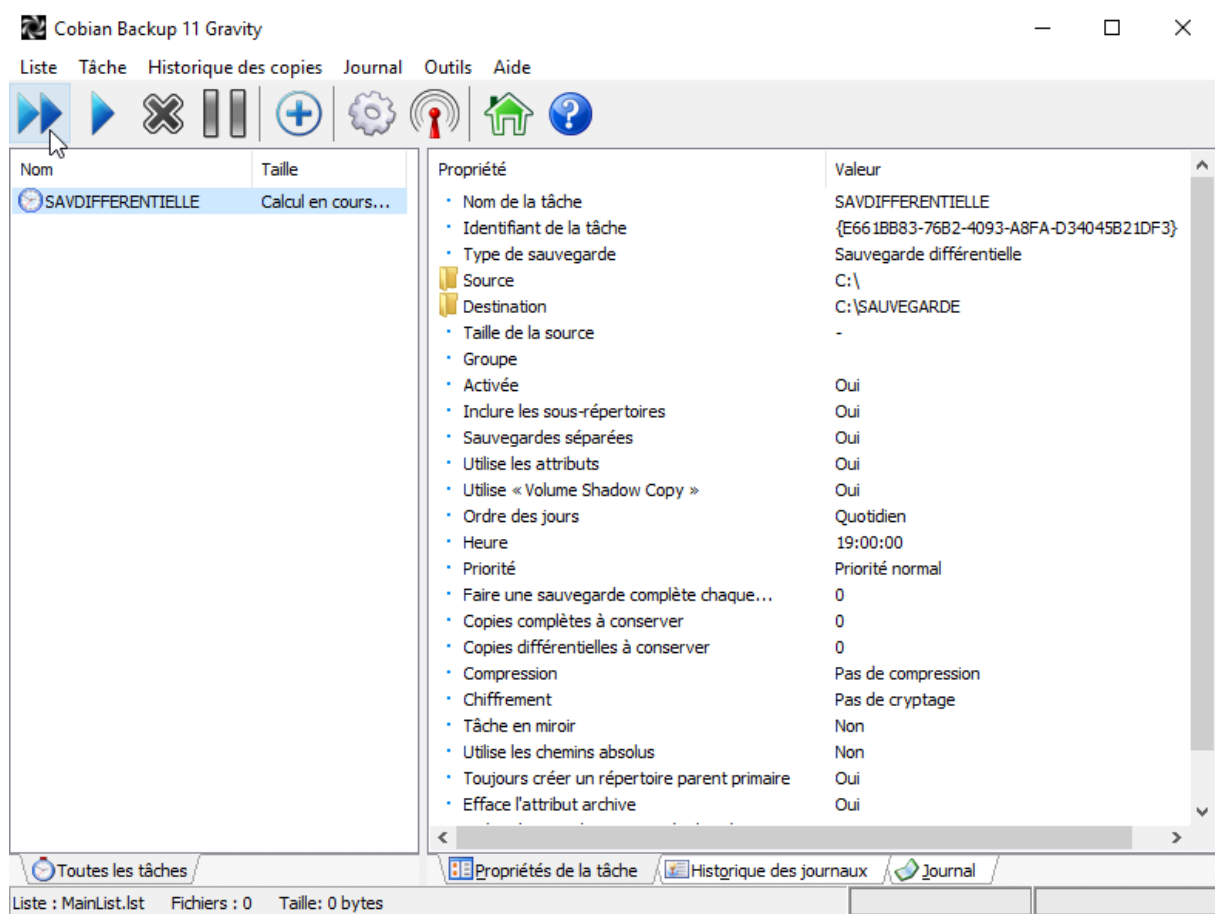 Cobian Backup 11 Gravity
Liste Tâche Historique des copies Journal Outils Aide
Nom Taille
SAVDIFFERENTIELLE Calcul en cours...
Propriété Valeur
Nom de la tâche SAVDIFFERENTIELLE
Identifiant de la tâche {E661BB83-76B2-4093-A8FA-D34045B21DF3}
Type de sauvegarde Sauvegarde différentielle
Source C:\
Destination C:\SAUVEGARDE
Taille de la source -
Groupe
Activée Oui
Inclure les sous-répertoires Oui
Sauvegardes séparées Oui
Utilise les attributs Oui
Utilise « Volume Shadow Copy » Oui
Ordre des jours Quotidien
Heure 19:00:00
Priorité Priorité normal
Faire une sauvegarde complète chaque... 0
Copies complètes à conserver 0
Copies différentielles à conserver 0
Compression Pas de compression
Chiffrement Pas de cryptage
Tâche en miroir Non
Utilise les chemins absolus Non
Toujours créer un répertoire parent primaire Oui
Efface l'attribut archive Oui
Toutes les tâches
Propriétés de la tâche Historique des journaux Journal
Liste : MainList.lst Fichiers : 0 Taille: 0 bytes